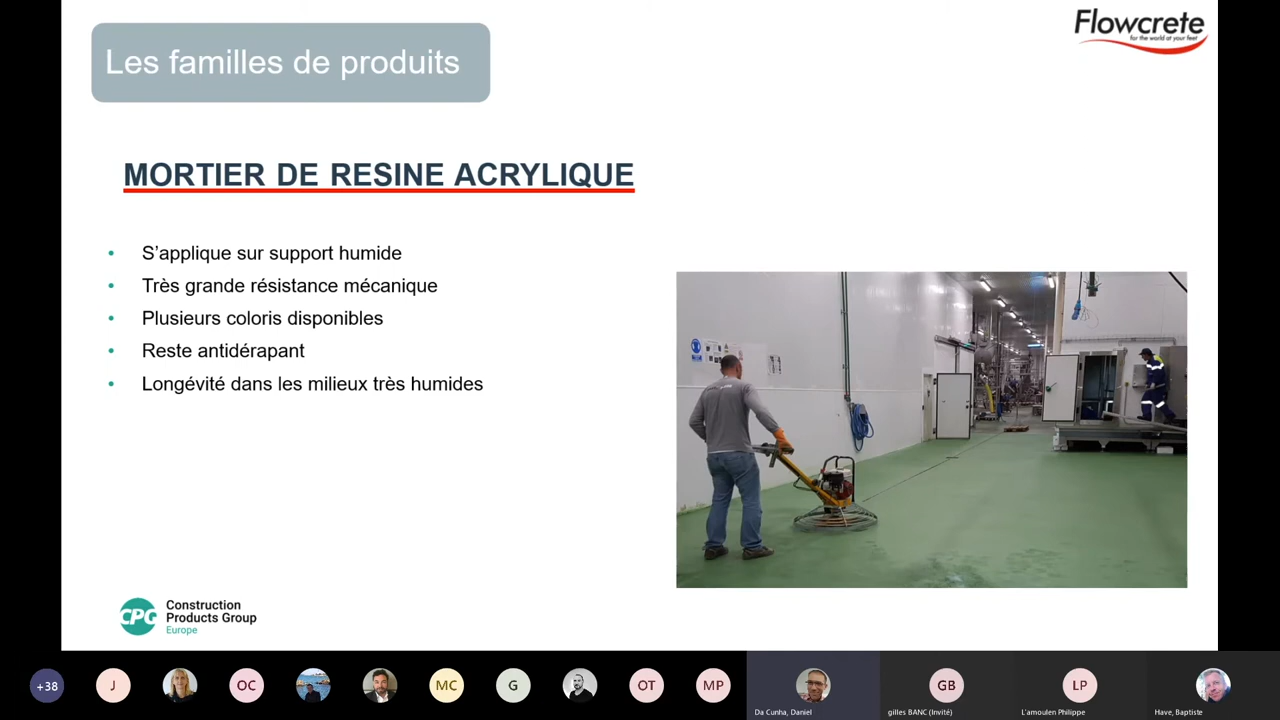 Les familles de produits
Flowcrete
for the world at your feet
MORTIER DE RESINE ACRYLIQUE
• S’applique sur support humide
• Très grande résistance mécanique
• Plusieurs coloris disponibles
• Reste antidérapant
• Longévité dans les milieux très humides
CPG
Construction
Products Group
Europe
+38
J
OC
MC
G
OT
MP
GB
LP
Da Cunha, Daniel
gilles BANC (Invité)
L'amoulen Philippe
Have, Baptiste